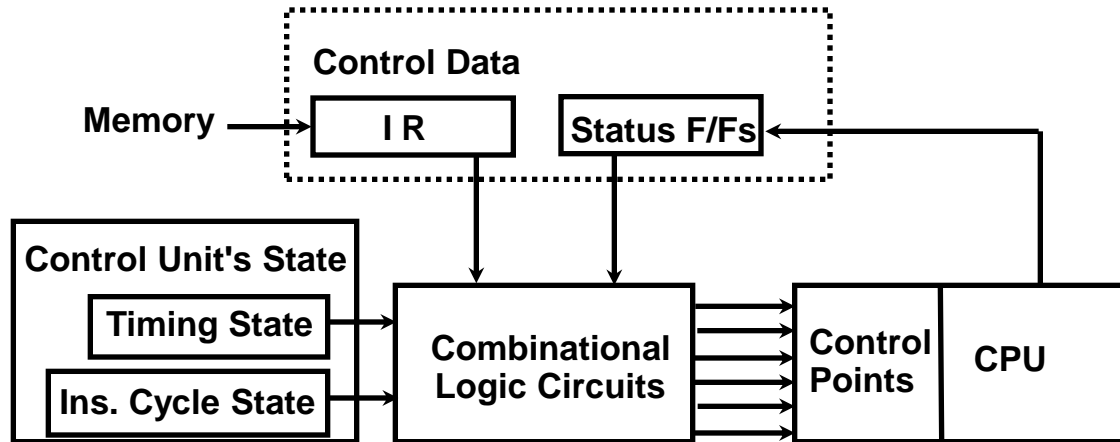 Control Data
Memory
I R
Status F/Fs
Control Unit's State
Timing State
Ins. Cycle State
Combinational
Logic Circuits
Control
Points
CPU